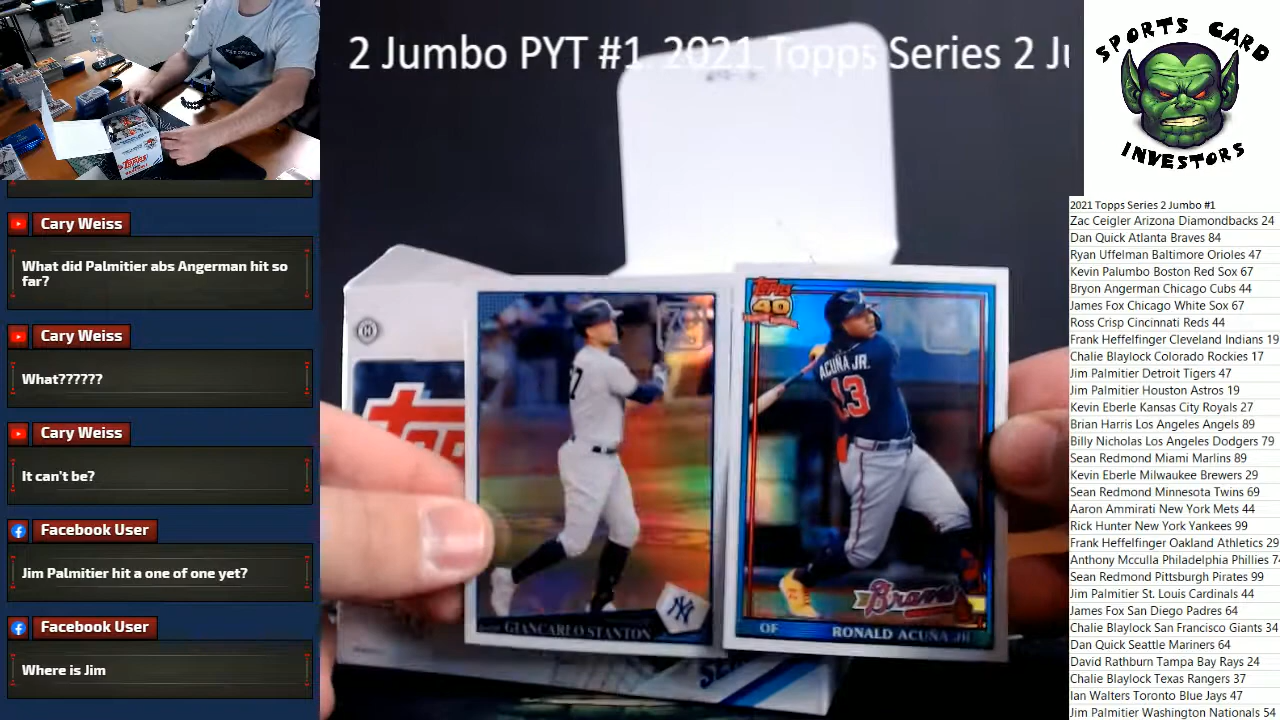 2 Jumbo PYT #1 2021 Topps Series 2 Ju
SPORTS CARD
INVESTORS
Cary Weiss
What did Palmitier abs Angerman hit so
far?
Cary Weiss
What??????
Cary Weiss
It can't be?
Facebook User
Jim Palmitier hit a one of one yet?
Facebook User
Where is Jim
Topps
GIANCARLO STANTON
NY
Topps
40
ACUÑA JR.
13
Braves
OF
RONALD ACUÑA JR
2021 Topps Series 2 Jumbo #1
Zac Ceigler Arizona Diamondbacks 24
Dan Quick Atlanta Braves 84
Ryan Uffelman Baltimore Orioles 47
Kevin Palumbo Boston Red Sox 67
Bryon Angerman Chicago Cubs 44
James Fox Chicago White Sox 67
Ross Crisp Cincinnati Reds 44
Frank Heffelfinger Cleveland Indians 19
Chalie Blaylock Colorado Rockies 17
Jim Palmitier Detroit Tigers 47
Jim Palmitier Houston Astros 19
Kevin Eberle Kansas City Royals 27
Brian Harris Los Angeles Angels 89
Billy Nicholas Los Angeles Dodgers 79
Sean Redmond Miami Marlins 89
Kevin Eberle Milwaukee Brewers 29
Sean Redmond Minnesota Twins 69
Aaron Ammirati New York Mets 44
Rick Hunter New York Yankees 99
Frank Heffelfinger Oakland Athletics 29
Anthony Mcculla Philadelphia Phillies 74
Sean Redmond Pittsburgh Pirates 99
Jim Palmitier St. Louis Cardinals 44
James Fox San Diego Padres 64
Chalie Blaylock San Francisco Giants 34
Dan Quick Seattle Mariners 64
David Rathburn Tampa Bay Rays 24
Chalie Blaylock Texas Rangers 37
Ian Walters Toronto Blue Jays 47
Jim Palmitier Washington Nationals 54